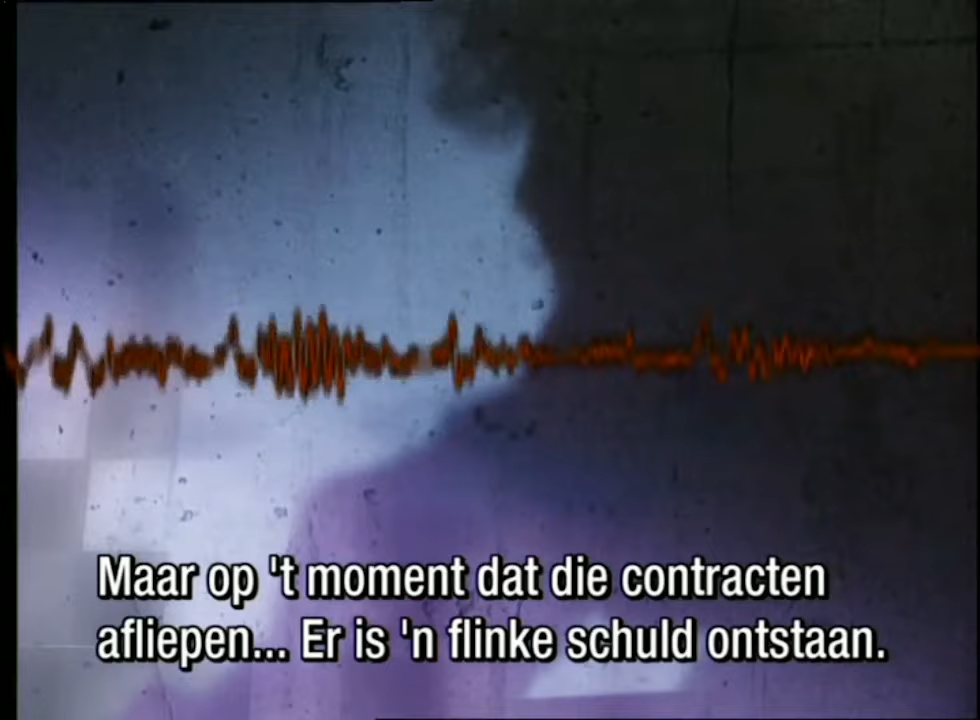 Maar op 't moment dat die contracten
afliepen... Er is 'n flinke schuld ontstaan.